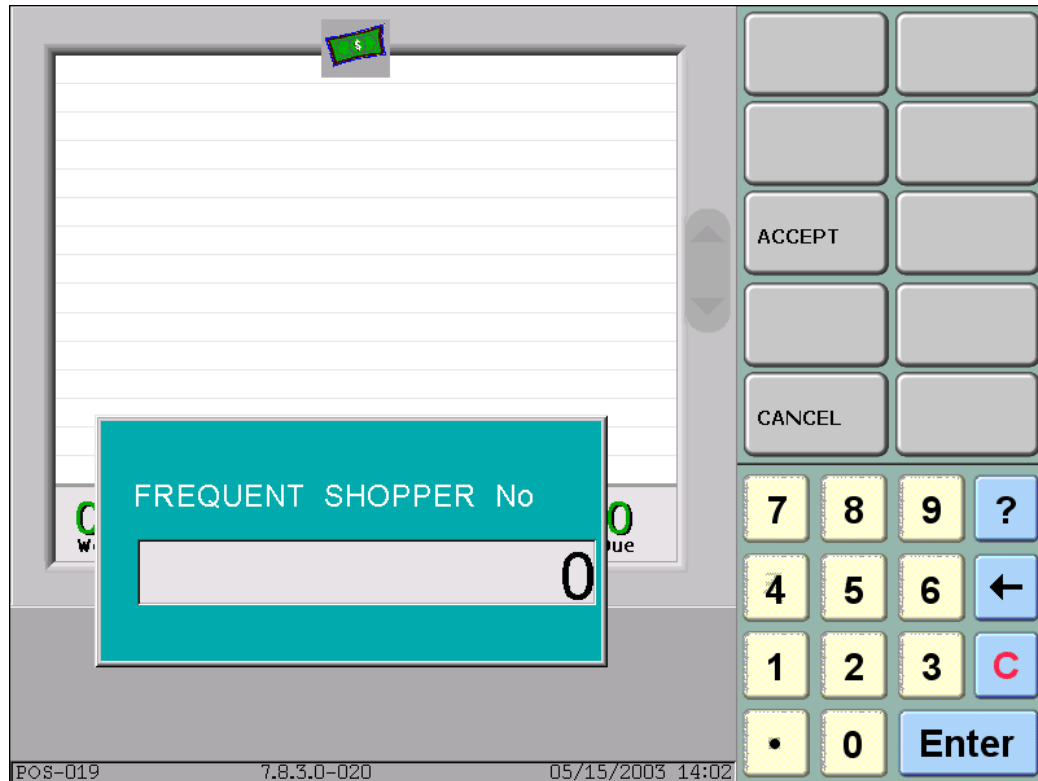 $
ACCEPT
CANCEL
FREQUENT SHOPPER No
0
7 8 9 ?
4 5 6 ←
1 2 3 C
. 0 Enter
POS-019 7.8.3.0-020 05/15/2003 14:02